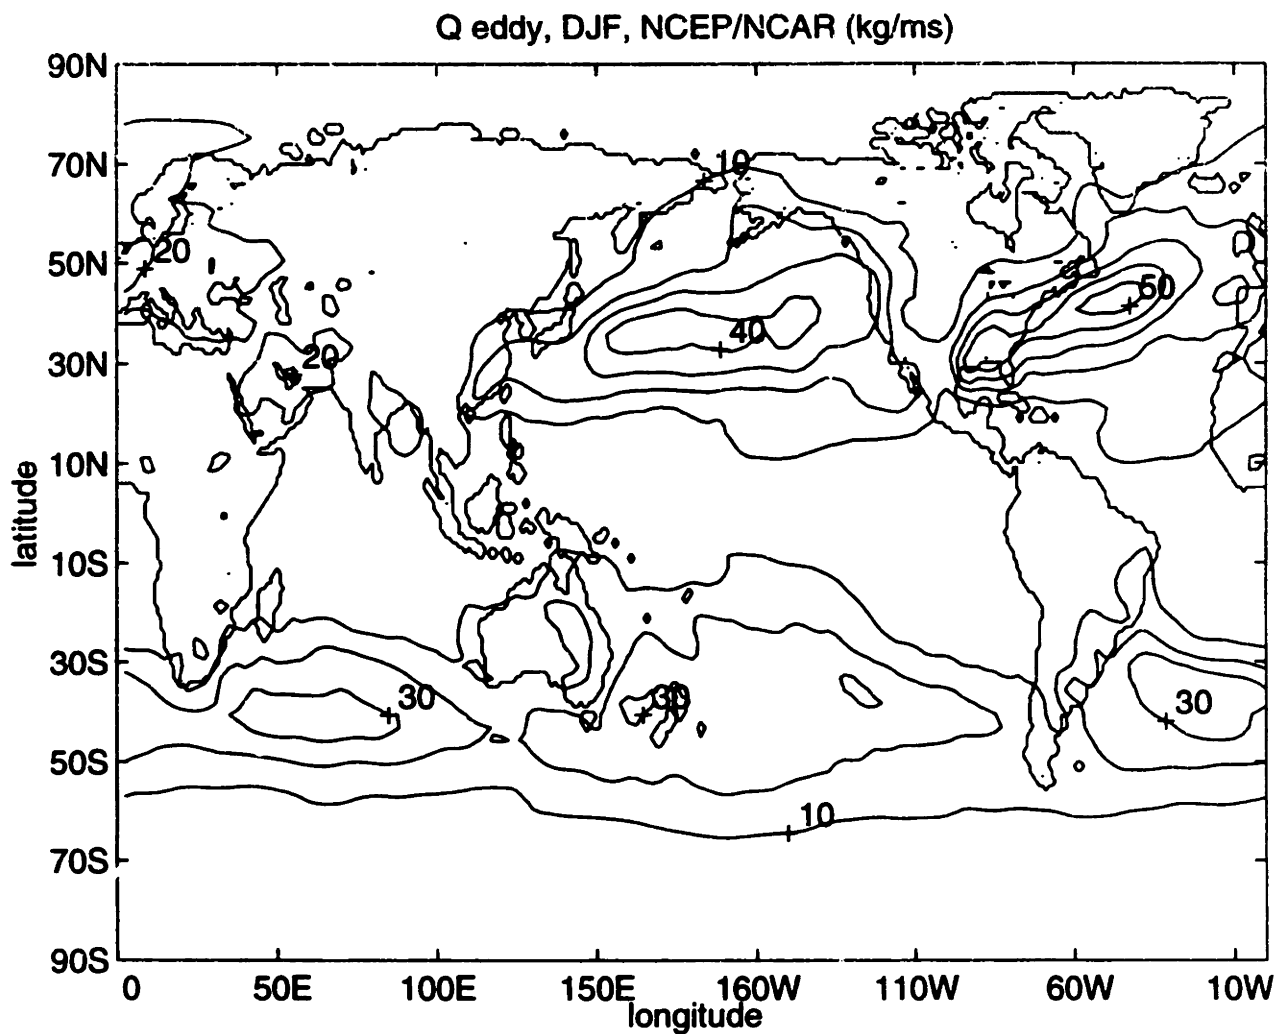 Q eddy, DJF, NCEP/NCAR (kg/ms)
90N
70N
50N
30N
10N
10S
30S
50S
70S
90S
latitude
10
20
50
40
20
30
30
30
10
0 50E 100E 150E 160W 110W 60W 10W
longitude